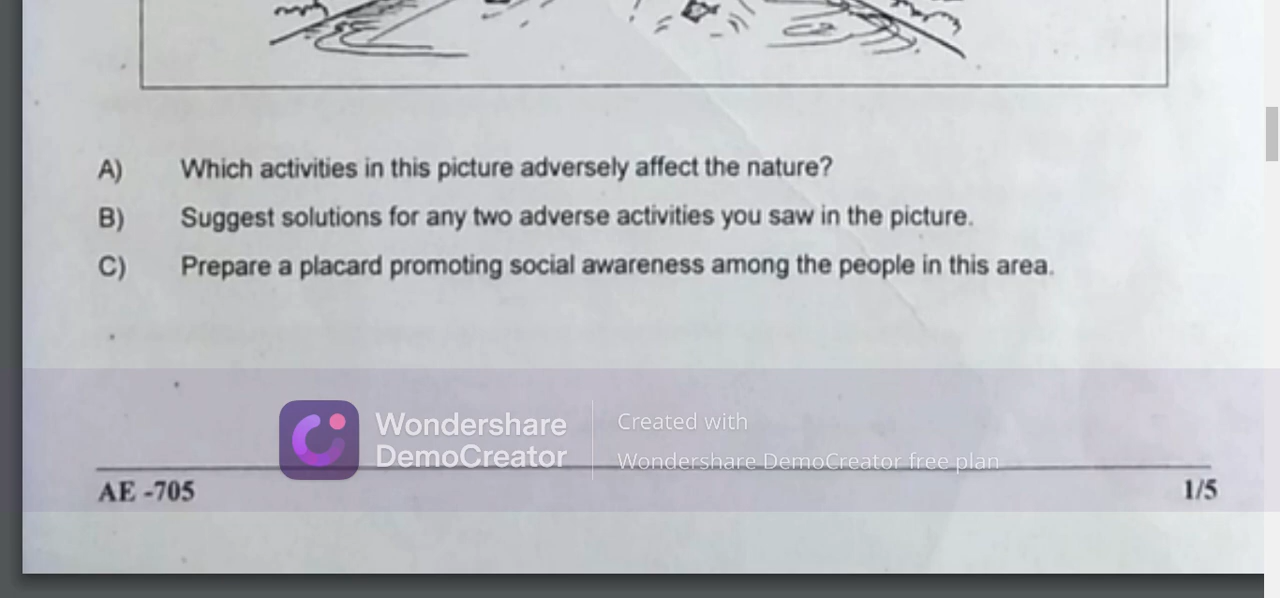 A) Which activities in this picture adversely affect the nature?
B) Suggest solutions for any two adverse activities you saw in the picture.
C) Prepare a placard promoting social awareness among the people in this area.
Wondershare
DemoCreator
Created with
Wondershare DemoCreator free plan
AE -705
1/5